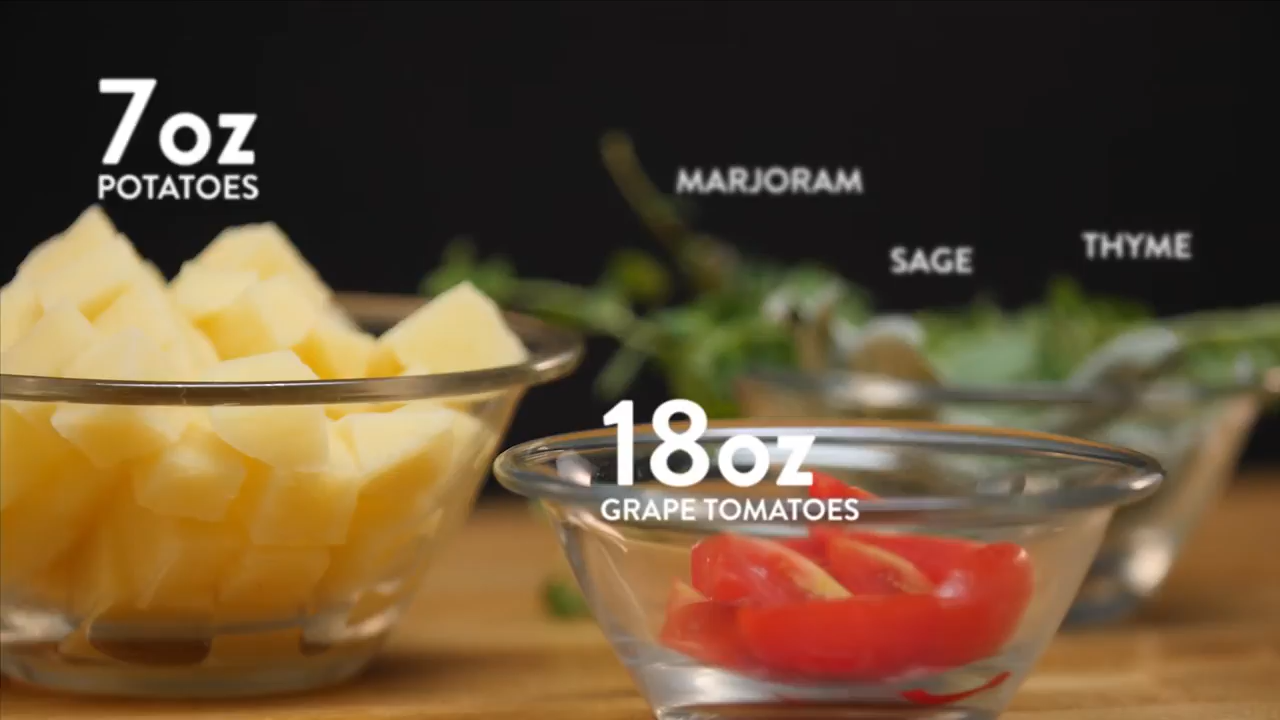 7oz
POTATOES
MARJORAM
SAGE
THYME
18oz
GRAPE TOMATOES